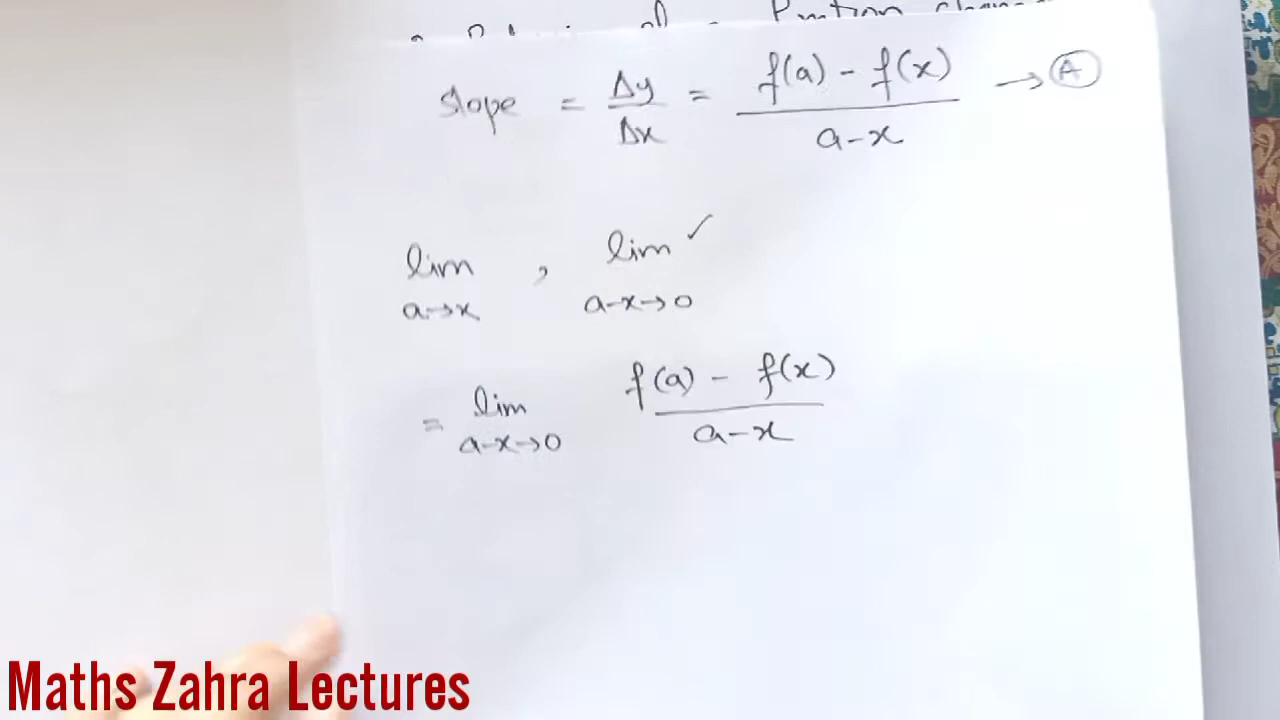 slope = Δy/Δx = f(a) - f(x) / a-x → A
lim a→x , lim a-x→0 ✓
= lim a-x→0 f(a) - f(x) / a-x
Maths Zahra Lectures